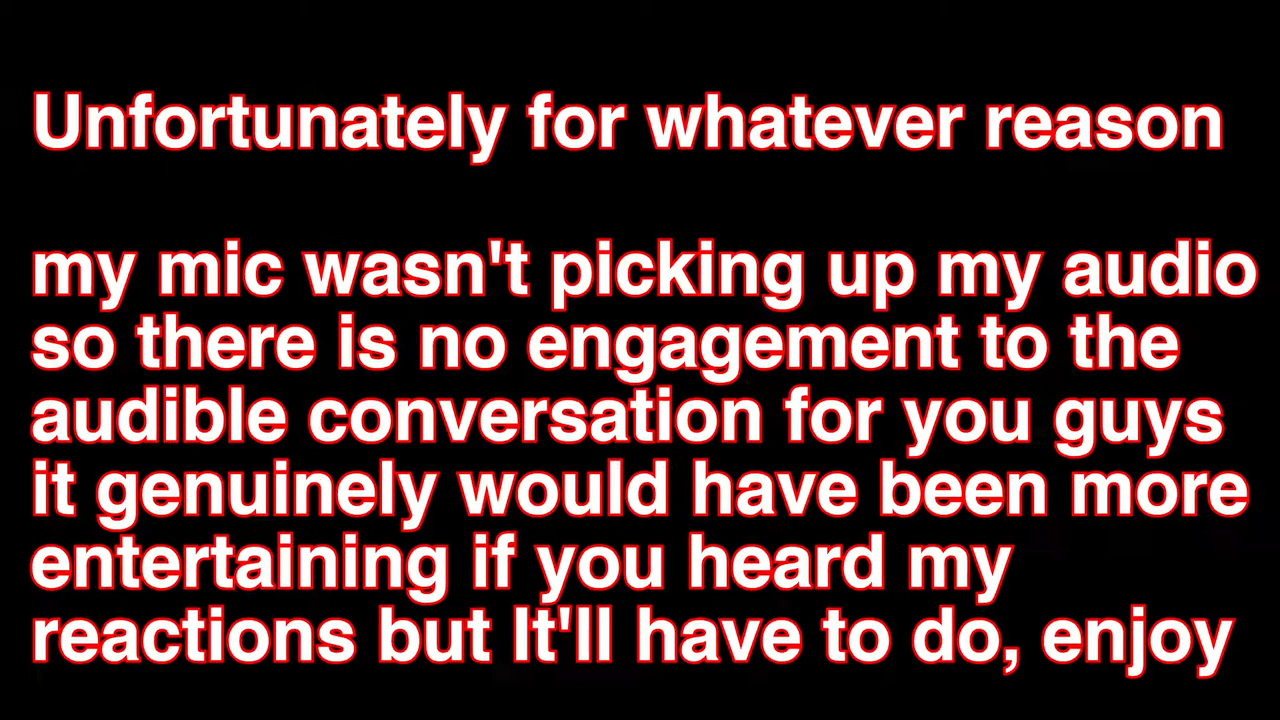 Unfortunately for whatever reason
my mic wasn't picking up my audio
so there is no engagement to the
audible conversation for you guys
it genuinely would have been more
entertaining if you heard my
reactions but It'll have to do, enjoy